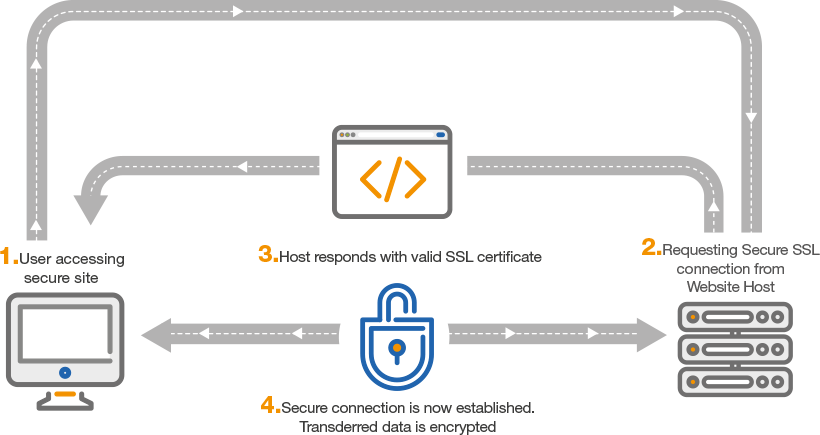 1.User accessing
secure site
2.Requesting Secure SSL
connection from
Website Host
3.Host responds with valid SSL certificate
</>
4.Secure connection is now established.
Transderred data is encrypted